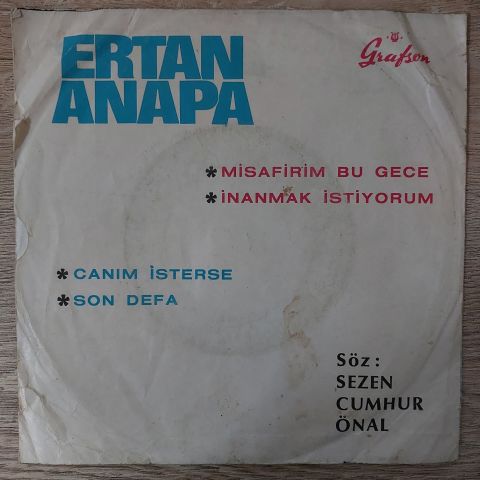 ERTAN
ANAPA
Grafson
*MİSAFİRİM BU GECE
*İNANMAK İSTİYORUM
*CANIM İSTERSE
*SON DEFA
Söz:
SEZEN
CUMHUR
ÖNAL